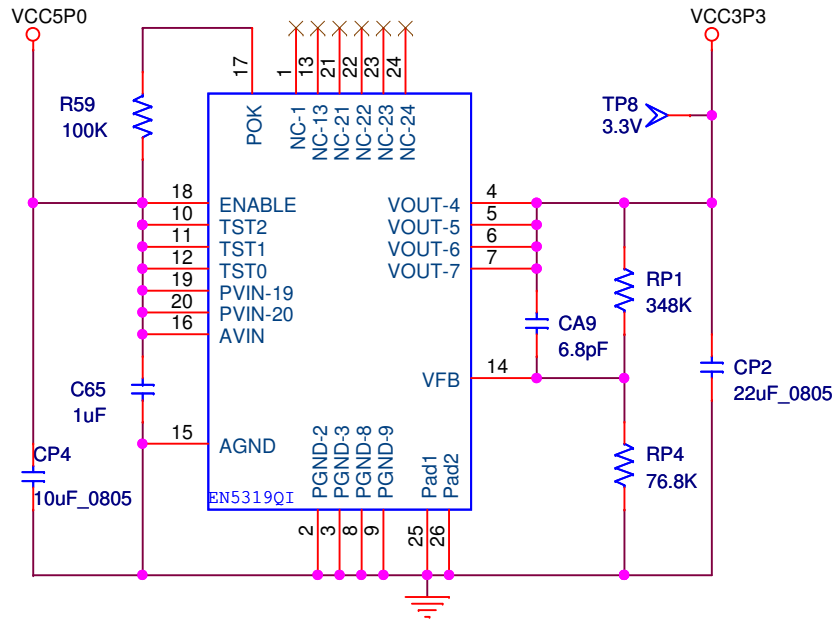 VCC5P0
VCC3P3
17
1
13
21
22
23
24
R59
100K
POK
NC-1
NC-13
NC-21
NC-22
NC-23
NC-24
TP8
3.3V
18
ENABLE
VOUT-4
4
10
TST2
VOUT-5
5
11
TST1
VOUT-6
6
12
TST0
VOUT-7
7
19
PVIN-19
20
PVIN-20
16
AVIN
RP1
348K
CA9
6.8pF
C65
1uF
VFB
14
CP2
22uF_0805
15
AGND
CP4
10uF_0805
PGND-2
PGND-3
PGND-8
PGND-9
Pad1
Pad2
RP4
76.8K
EN5319QI
2
3
8
9
25
26